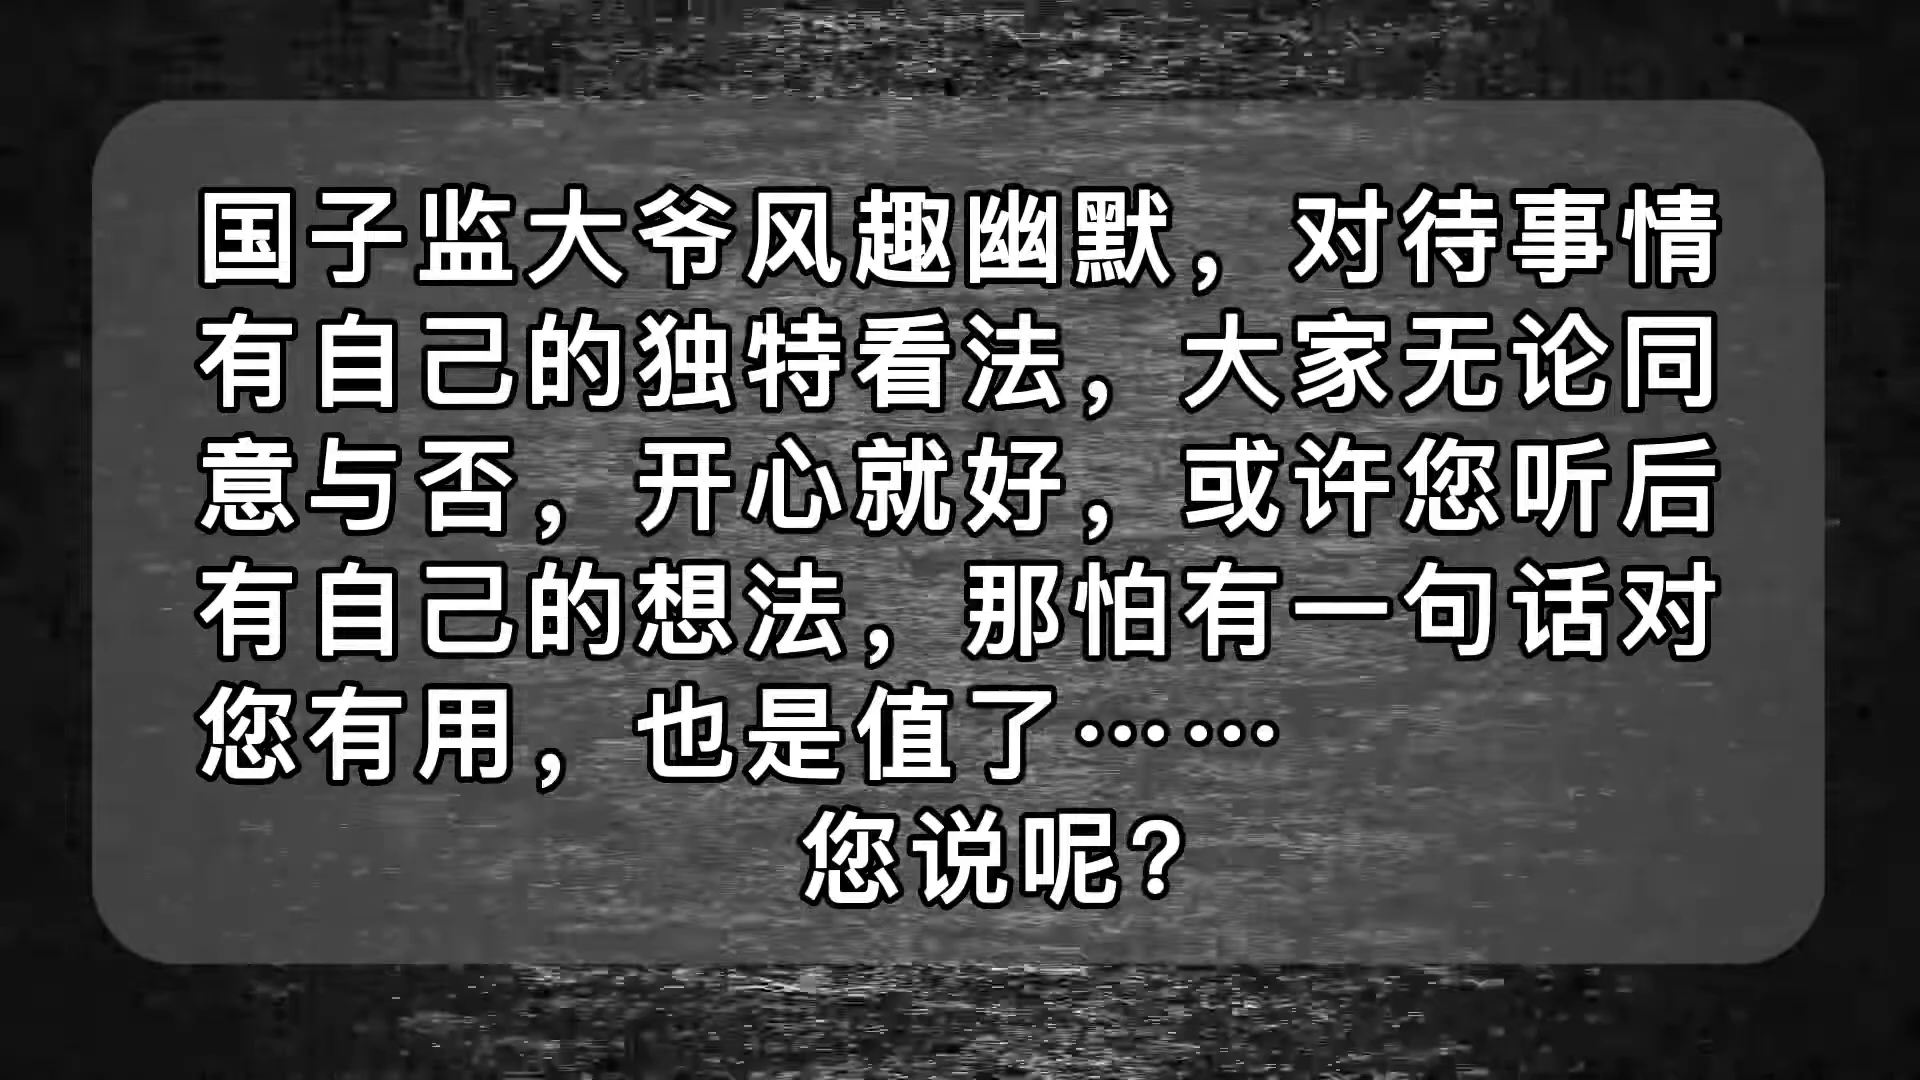 国子监大爷风趣幽默，对待事情
有自己的独特看法，大家无论同
意与否，开心就好，或许您听后
有自己的想法，那怕有一句话对
您有用，也是值了……
您说呢？